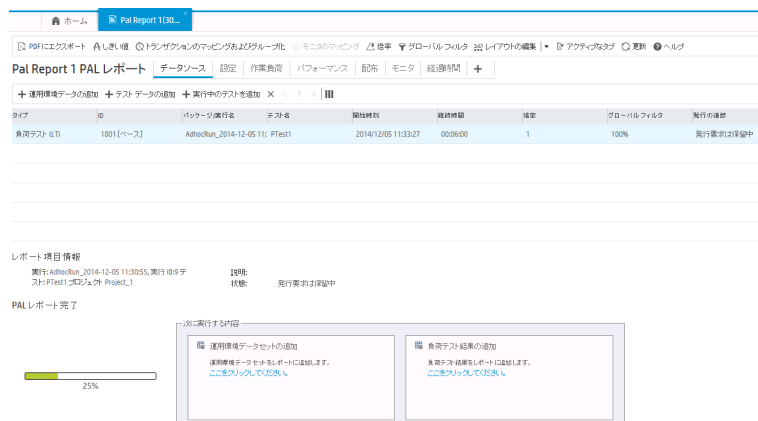 ホーム
Pal Report 1(30...
PDFにエクスポート しきい値 トランザクションのマッピングおよびグループ化 モニタのマッピング 倍率 グローバル フィルタ レイアウトの編集 アクティブなタブ 更新 ヘルプ
Pal Report 1 PAL レポート データソース 設定 作業負荷 パフォーマンス 配布 モニタ 経過時間 +
運用環境データの追加 テスト データの追加 実行中のテストを追加
タイプ ID パッケージ/実行名 テスト名 開始時刻 継続時間 倍率 グローバル フィルタ 発行の進捗
負荷テスト (LT) 1001 [ベース] AdhocRun_2014-12-05 11: PTest1 2014/12/05 11:33:27 00:06:00 1 100% 発行要求は保留中
レポート項目情報
実行: AdhocRun_2014-12-05 11:30:55, 実行 ID:9 テ 説明:
スト: PTest1 プロジェクト Project_1 状態: 発行要求は保留中
PALレポート完了
次に実行する内容
運用環境データセットの追加 負荷テスト結果の追加
運用環境データ セットをレポートに追加します。 負荷テスト結果をレポートに追加します。
ここをクリックしてください。 ここをクリックしてください。
25%